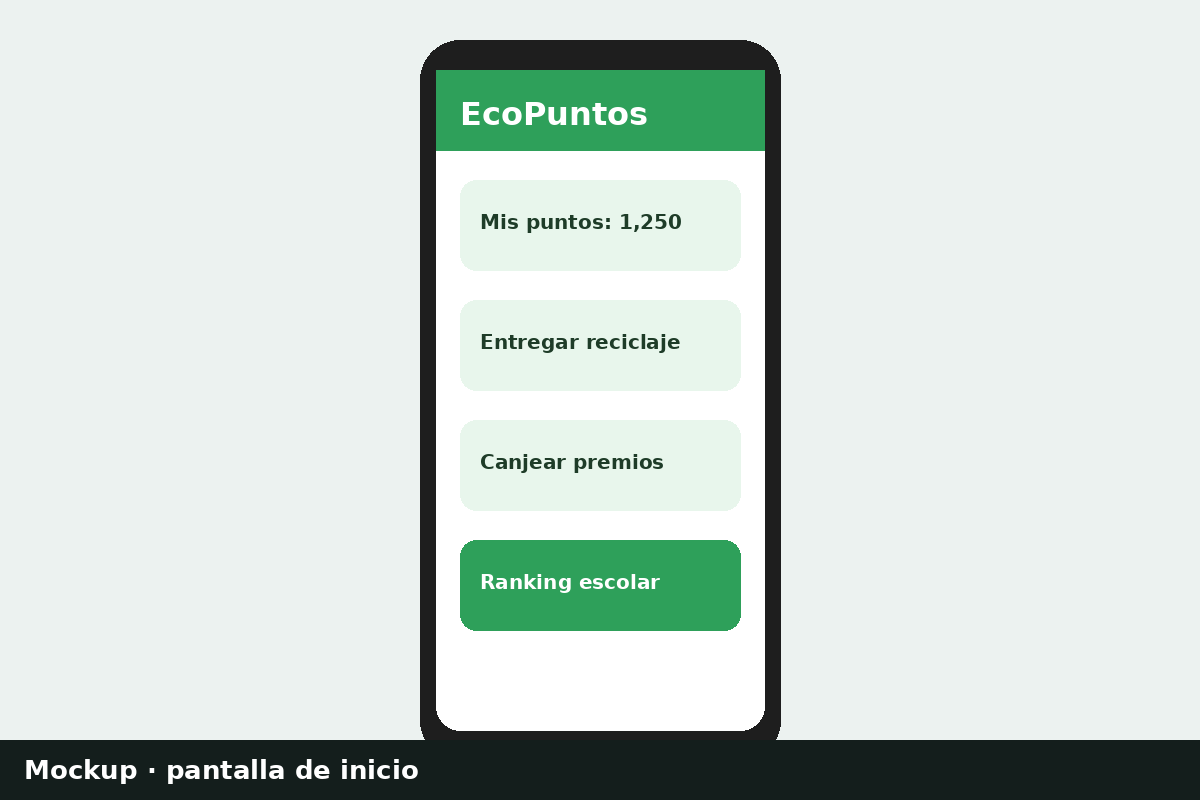 EcoPuntos
Mis puntos: 1,250
Entregar reciclaje
Canjear premios
Ranking escolar
Mockup · pantalla de inicio